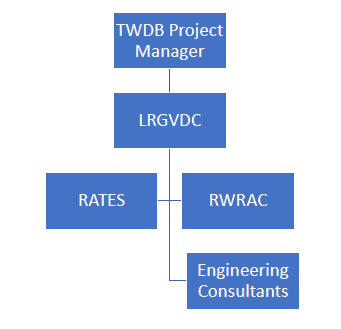 TWDB Project
Manager
LRGVDC
RATES
RWRAC
Engineering
Consultants